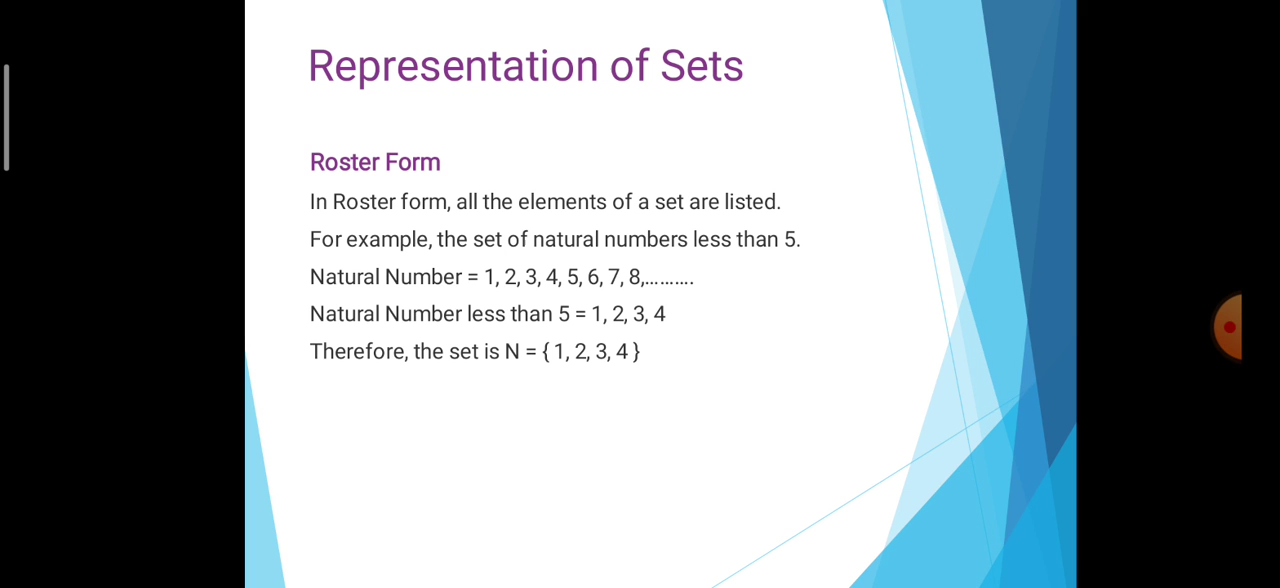 Representation of Sets
Roster Form
In Roster form, all the elements of a set are listed.
For example, the set of natural numbers less than 5.
Natural Number = 1, 2, 3, 4, 5, 6, 7, 8,..........
Natural Number less than 5 = 1, 2, 3, 4
Therefore, the set is N = { 1, 2, 3, 4 }